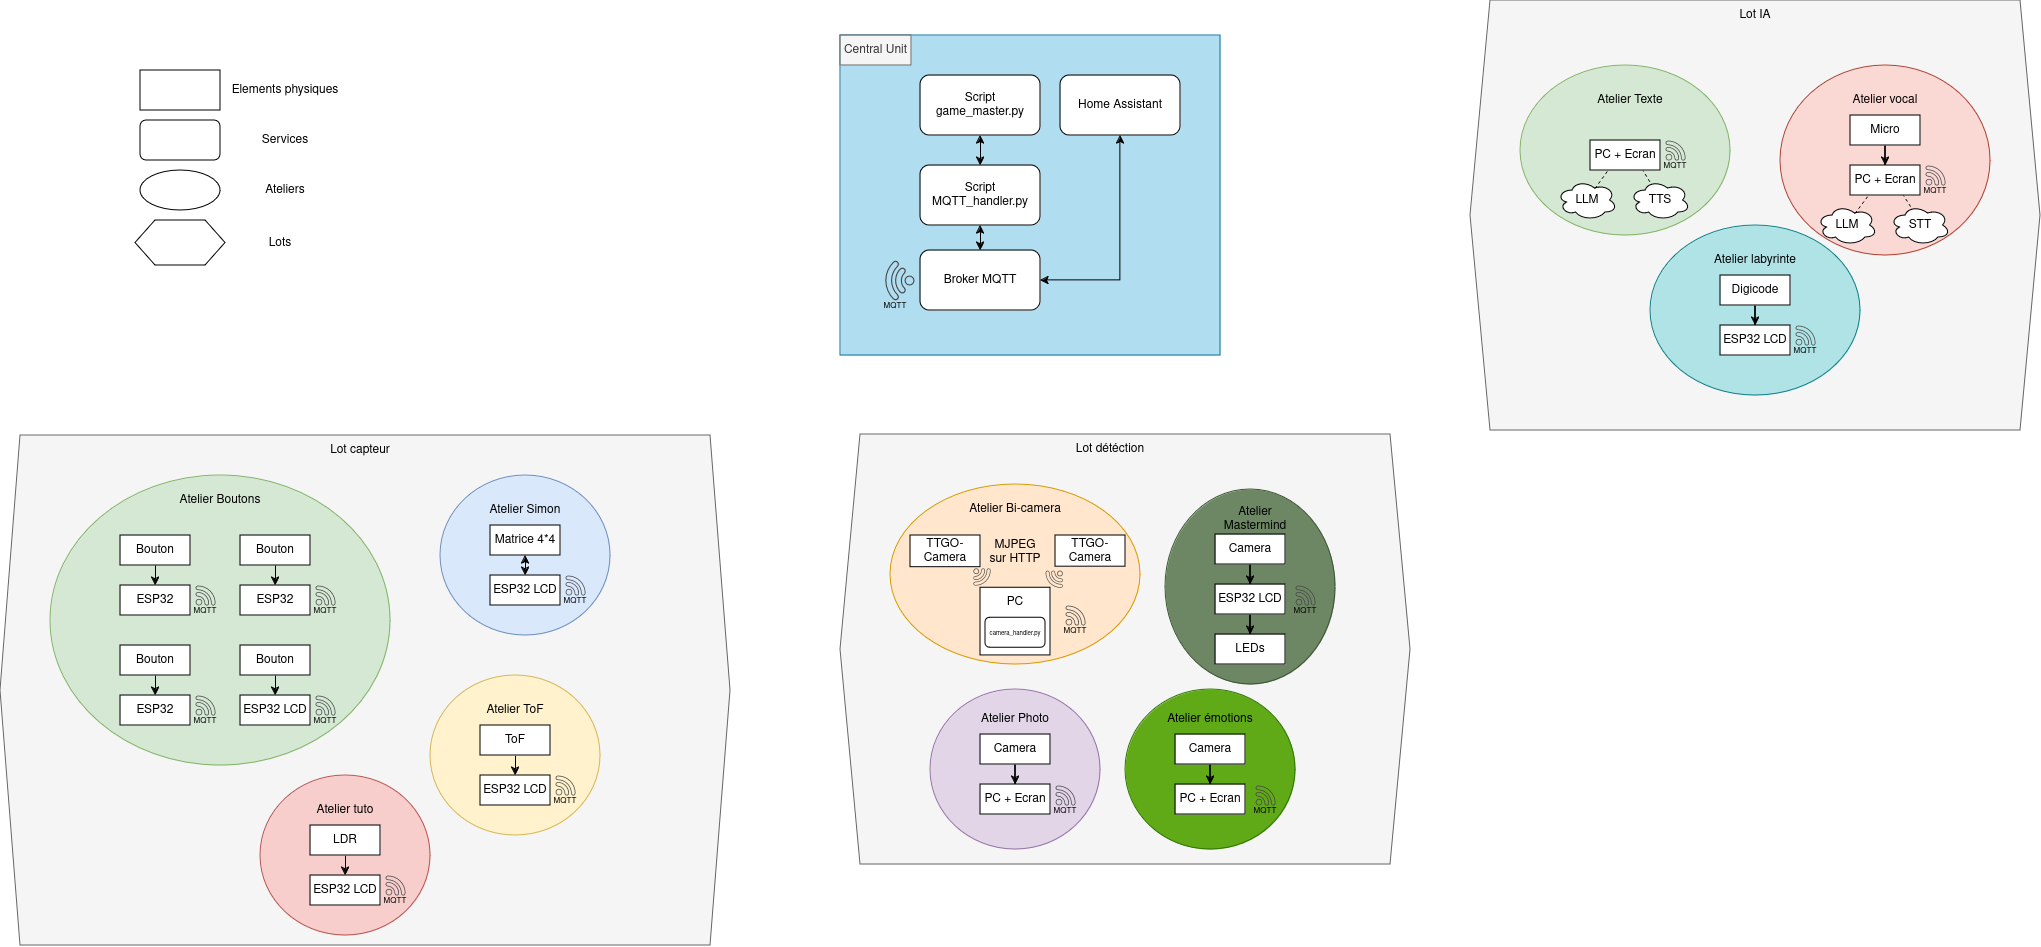 Elements physiques
Services
Ateliers
Lots
Central Unit
Script
game_master.py
Home Assistant
Script
MQTT_handler.py
Broker MQTT
MQTT
Lot IA
Atelier Texte
PC + Ecran
MQTT
LLM
TTS
Atelier vocal
Micro
PC + Ecran
MQTT
LLM
STT
Atelier labyrinte
Digicode
ESP32 LCD
MQTT
Lot capteur
Atelier Boutons
Bouton
Bouton
ESP32
MQTT
ESP32
MQTT
Bouton
Bouton
ESP32
MQTT
ESP32 LCD
MQTT
Atelier Simon
Matrice 4*4
ESP32 LCD
MQTT
Atelier ToF
ToF
ESP32 LCD
MQTT
Atelier tuto
LDR
ESP32 LCD
MQTT
Lot détéction
Atelier Bi-camera
TTGO-
Camera
MJPEG
sur HTTP
TTGO-
Camera
PC
camera_handler.py
MQTT
Atelier
Mastermind
Camera
ESP32 LCD
MQTT
LEDs
Atelier Photo
Camera
PC + Ecran
MQTT
Atelier émotions
Camera
PC + Ecran
MQTT